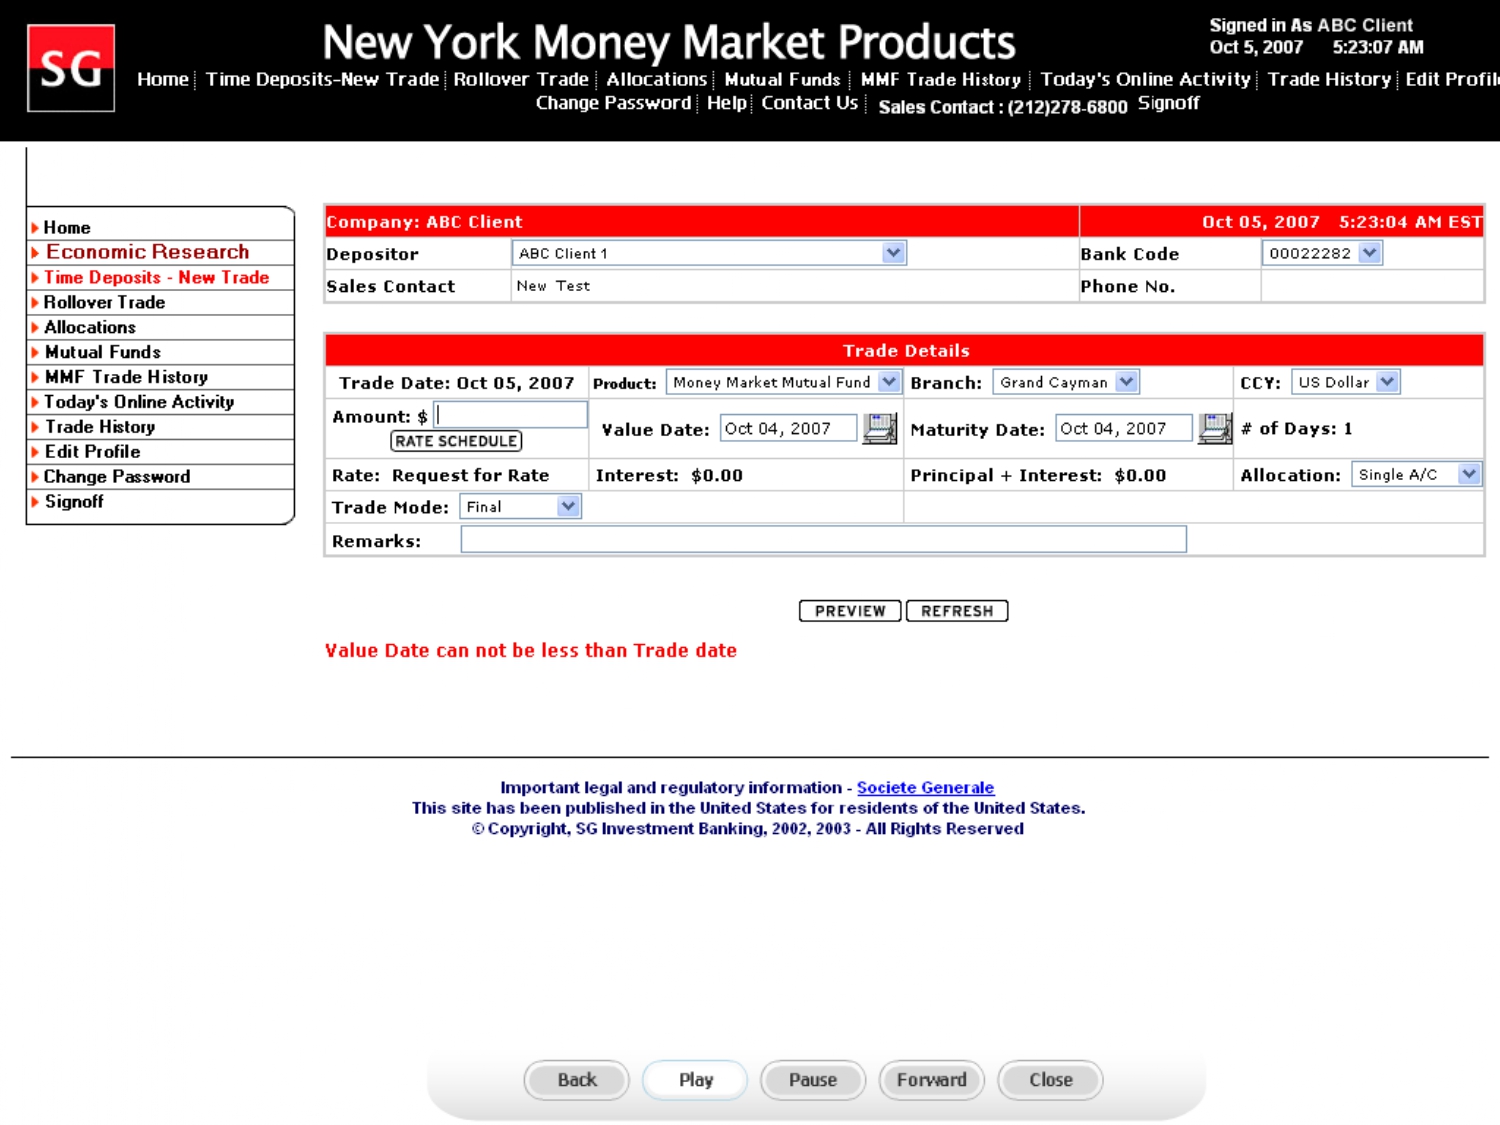 SG
New York Money Market Products
Signed in As ABC Client
Oct 5, 2007 5:23:07 AM
Home Time Deposits-New Trade Rollover Trade Allocations Mutual Funds MMF Trade History Today's Online Activity Trade History Edit Profil
Change Password Help Contact Us Sales Contact : (212)278-6800 Signoff
Home
Economic Research
Time Deposits - New Trade
Rollover Trade
Allocations
Mutual Funds
MMF Trade History
Today's Online Activity
Trade History
Edit Profile
Change Password
Signoff
Company: ABC Client Oct 05, 2007 5:23:04 AM EST
Depositor ABC Client 1 Bank Code 00022282
Sales Contact New Test Phone No.
Trade Details
Trade Date: Oct 05, 2007 Product: Money Market Mutual Fund Branch: Grand Cayman CCY: US Dollar
Amount: $ Value Date: Oct 04, 2007 Maturity Date: Oct 04, 2007 # of Days: 1
RATE SCHEDULE
Rate: Request for Rate Interest: $0.00 Principal + Interest: $0.00 Allocation: Single A/C
Trade Mode: Final
Remarks:
PREVIEW REFRESH
Value Date can not be less than Trade date
Important legal and regulatory information - Societe Generale
This site has been published in the United States for residents of the United States.
© Copyright, SG Investment Banking, 2002, 2003 - All Rights Reserved
Back Play Pause Forward Close